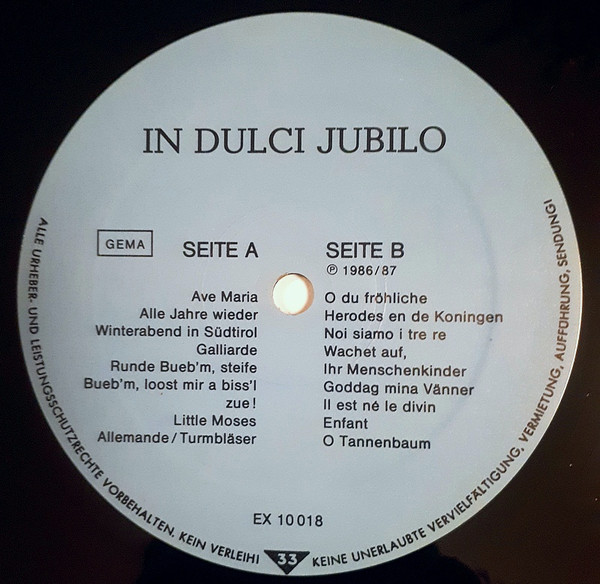 IN DULCI JUBILO
GEMA
SEITE A
Ave Maria
Alle Jahre wieder
Winterabend in Südtirol
Galliarde
Runde Bueb'm, steife
Bueb'm, loost mir a biss'l
zue!
Little Moses
Allemande/Turmbläser
SEITE B
℗ 1986/87
O du fröhliche
Herodes en de Koningen
Noi siamo i tre re
Wachet auf,
Ihr Menschenkinder
Goddag mina Vänner
Il est né le divin
Enfant
O Tannenbaum
EX 10018
ALLE URHEBER- UND LEISTUNGSSCHUTZRECHTE VORBEHALTEN. KEIN VERLEIH! KEINE UNERLAUBTE VERVIELFÄLTIGUNG, VERMIETUNG, AUFFÜHRUNG, SENDUNG!
33